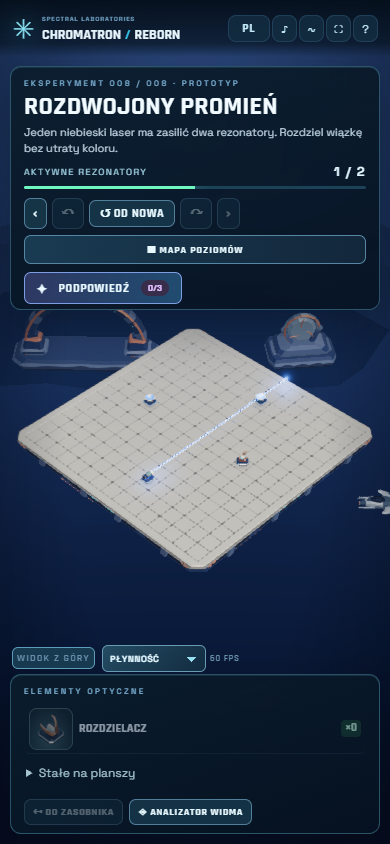 SPECTRAL LABORATORIES
CHROMATRON / REBORN
PL
?
EKSPERYMENT 008 / 008 · PROTOTYP
ROZDWOJONY PROMIEŃ
Jeden niebieski laser ma zasilić dwa rezonatory. Rozdziel wiązkę
bez utraty koloru.
AKTYWNE REZONATORY 1 / 2
↺ OD NOWA
MAPA POZIOMÓW
PODPOWIEDŹ 0/3
WIDOK Z GÓRY
PŁYNNOŚĆ
60 FPS
ELEMENTY OPTYCZNE
ROZDZIELACZ ×0
▶ Stałe na planszy
↔ DO ZASOBNIKA
ANALIZATOR WIDMA